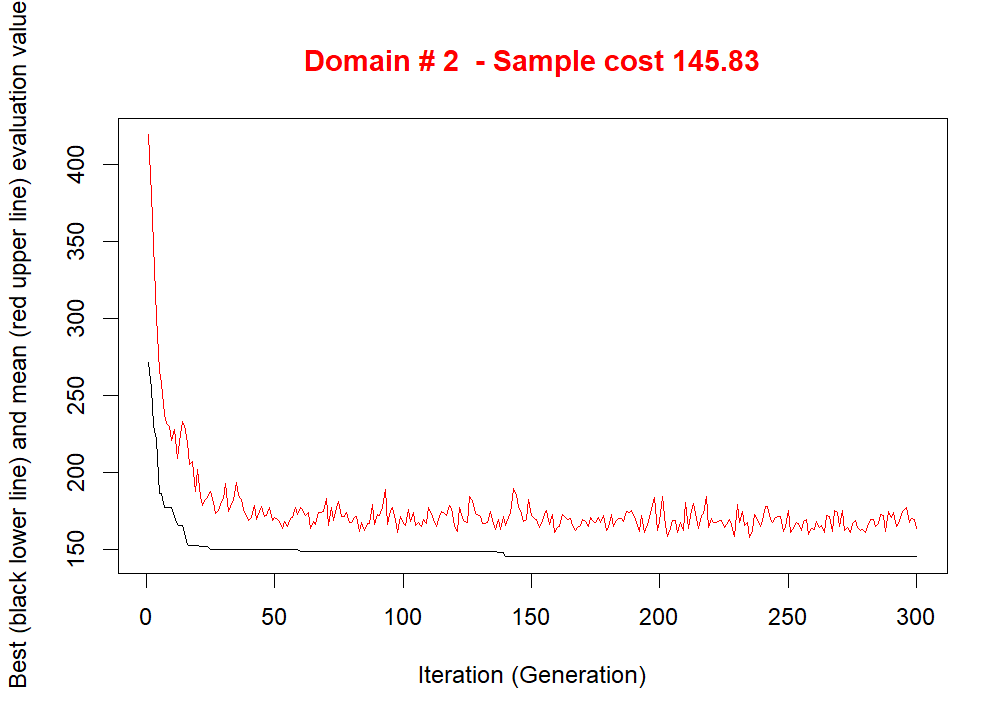 Domain # 2  - Sample cost 145.83
Best (black lower line) and mean (red upper line) evaluation value
400
350
300
250
200
150
0 50 100 150 200 250 300
Iteration (Generation)